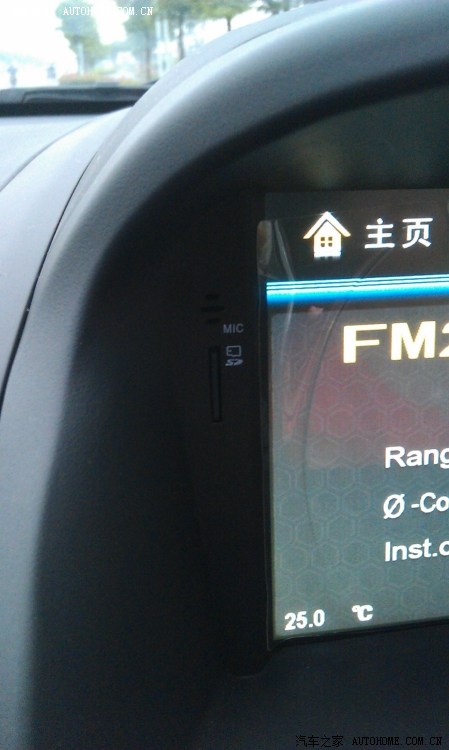 AUTOHOME.COM.CN
主页
MIC
FM2
Rang
Ø-Co
Inst.c
25.0 ℃
汽车之家 AUTOHOME.COM.CN